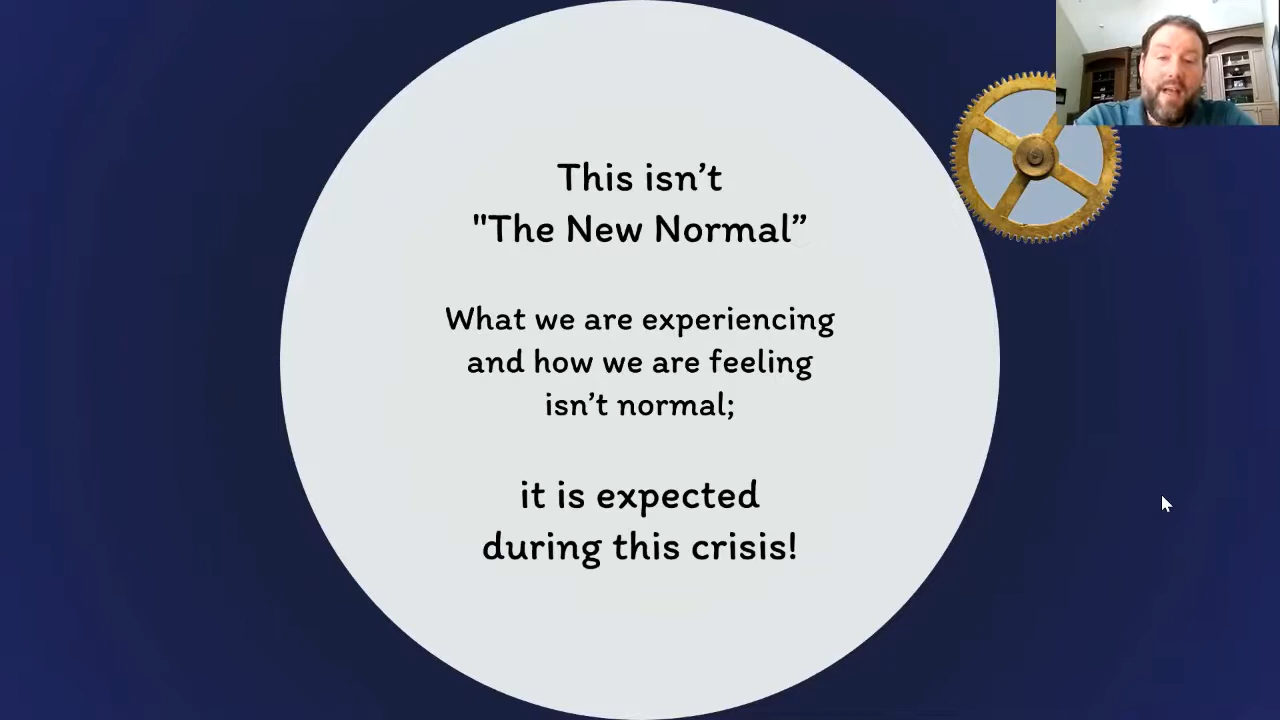 This isn’t
"The New Normal”
What we are experiencing
and how we are feeling
isn’t normal;
it is expected
during this crisis!